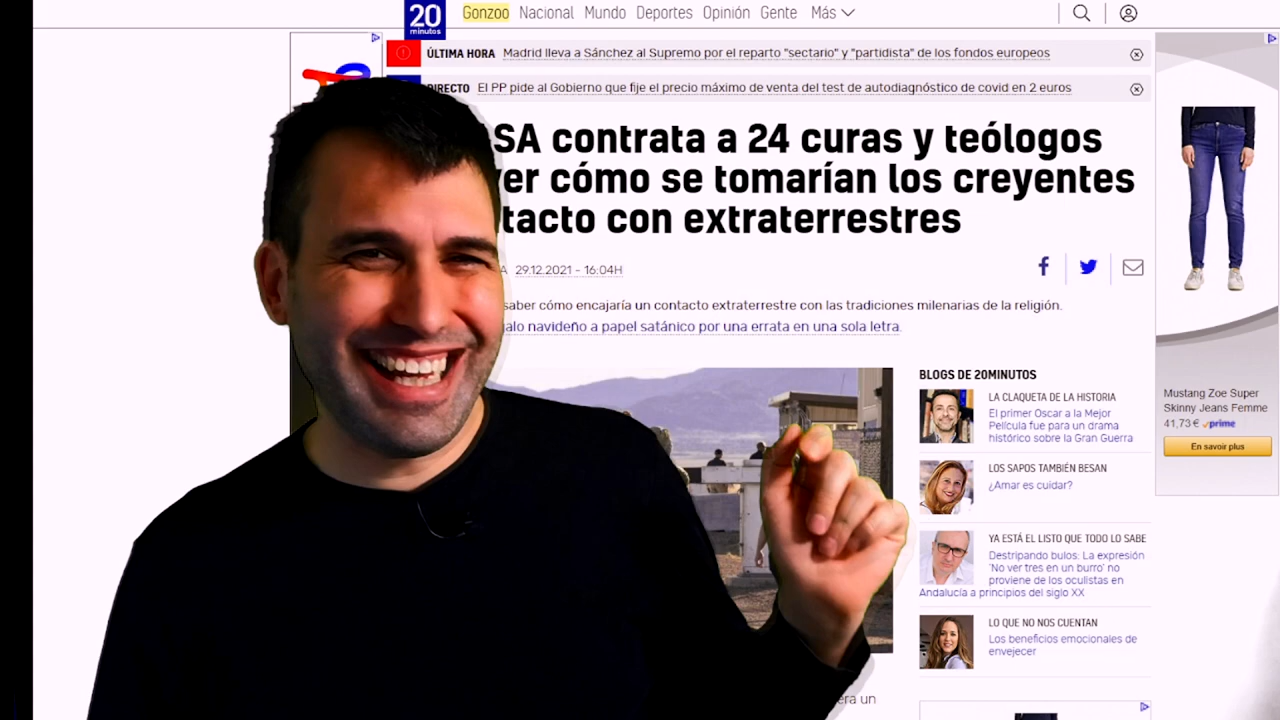 20
minutos
Gonzoo Nacional Mundo Deportes Opinión Gente Más
ÚLTIMA HORA Madrid lleva a Sánchez al Supremo por el reparto "sectario" y "partidista" de los fondos europeos
DIRECTO El PP pide al Gobierno que fije el precio máximo de venta del test de autodiagnóstico de covid en 2 euros
SA contrata a 24 curas y teólogos
ver cómo se tomarían los creyentes
tacto con extraterrestres
A 29.12.2021 - 16:04H
saber cómo encajaría un contacto extraterrestre con las tradiciones milenarias de la religión.
alo navideño a papel satánico por una errata en una sola letra.
BLOGS DE 20MINUTOS
LA CLAQUETA DE LA HISTORIA
El primer Oscar a la Mejor
Película fue para un drama
histórico sobre la Gran Guerra
LOS SAPOS TAMBIÉN BESAN
¿Amar es cuidar?
YA ESTÁ EL LISTO QUE TODO LO SABE
Destripando bulos: La expresión
'No ver tres en un burro' no
proviene de los oculistas en
Andalucía a principios del siglo XX
LO QUE NO NOS CUENTAN
Los beneficios emocionales de
envejecer
Mustang Zoe Super
Skinny Jeans Femme
41,73 € prime
En savoir plus
era un